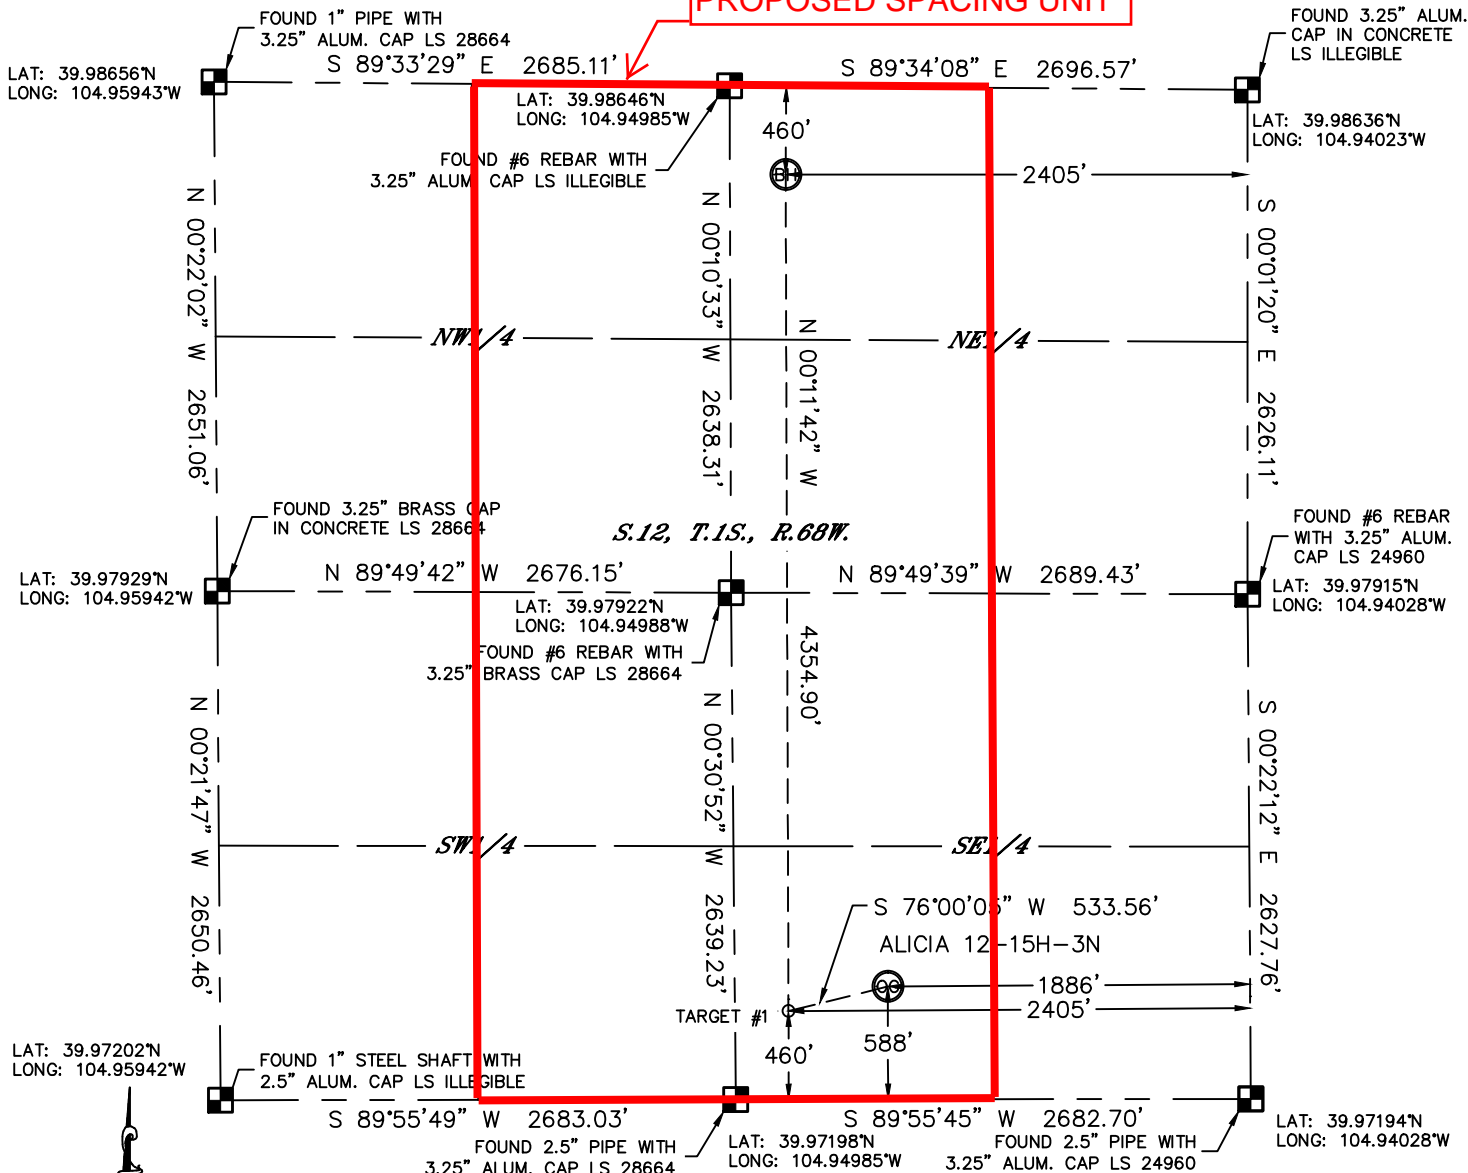 PROPOSED SPACING UNIT
FOUND 1" PIPE WITH
3.25" ALUM. CAP LS 28664
FOUND 3.25" ALUM.
CAP IN CONCRETE
LS ILLEGIBLE
S 89°33'29" E 2685.11'
S 89°34'08" E 2696.57'
LAT: 39.98656°N
LONG: 104.95943°W
LAT: 39.98646°N
LONG: 104.94985°W
LAT: 39.98636°N
LONG: 104.94023°W
460'
FOUND #6 REBAR WITH
3.25" ALUM. CAP LS ILLEGIBLE
BH
2405'
N 00°22'02" W 2651.06'
N 00°10'33" W 2638.31'
N 00°11'42" W 4354.90'
S 00°01'20" E 2626.11'
NW1/4
NE1/4
FOUND 3.25" BRASS CAP
IN CONCRETE LS 28664
S.12, T.1S., R.68W.
FOUND #6 REBAR
WITH 3.25" ALUM.
CAP LS 24960
N 89°49'42" W 2676.15'
N 89°49'39" W 2689.43'
LAT: 39.97929°N
LONG: 104.95942°W
LAT: 39.97922°N
LONG: 104.94988°W
LAT: 39.97915°N
LONG: 104.94028°W
FOUND #6 REBAR WITH
3.25" BRASS CAP LS 28664
N 00°21'47" W 2650.46'
N 00°30'52" W 2639.23'
S 00°22'12" E 2627.76'
SW1/4
SE1/4
S 76°00'05" W 533.56'
ALICIA 12-15H-3N
OG
1886'
TARGET #1
2405'
460'
588'
LAT: 39.97202°N
LONG: 104.95942°W
FOUND 1" STEEL SHAFT WITH
2.5" ALUM. CAP LS ILLEGIBLE
S 89°55'49" W 2683.03'
S 89°55'45" W 2682.70'
FOUND 2.5" PIPE WITH
3.25" ALUM. CAP LS 28664
LAT: 39.97198°N
LONG: 104.94985°W
FOUND 2.5" PIPE WITH
3.25" ALUM. CAP LS 24960
LAT: 39.97194°N
LONG: 104.94028°W